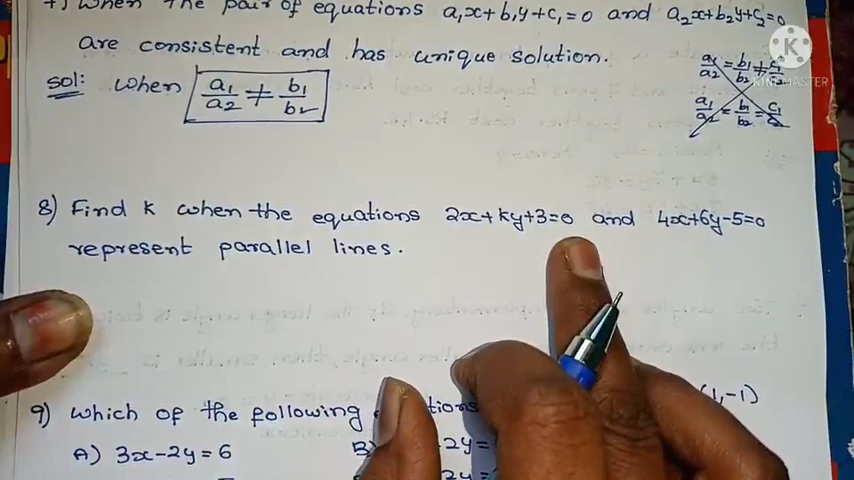 7) When the pair of equations a₁x+b₁y+c₁=0 and a₂x+b₂y+c₂=0
are consistent and has unique solution.
Sol: when a₁/a₂ ≠ b₁/b₂
a₁/a₂ = b₁/b₂ ≠ c₁/c₂
a₁/a₂ = b₁/b₂ = c₁/c₂
KINEMASTER
8) Find k when the equations 2x+ky+3=0 and 4x+6y-5=0
represent parallel lines.
9) Which of the following equations (1,-1)
A) 3x-2y=6 B) 2y=